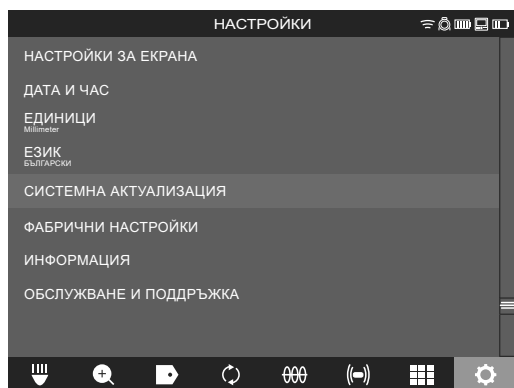 НАСТРОЙКИ
НАСТРОЙКИ ЗА ЕКРАНА
ДАТА И ЧАС
ЕДИНИЦИ
Millimeter
ЕЗИК
БЪЛГАРСКИ
СИСТЕМНА АКТУАЛИЗАЦИЯ
ФАБРИЧНИ НАСТРОЙКИ
ИНФОРМАЦИЯ
ОБСЛУЖВАНЕ И ПОДДРЪЖКА